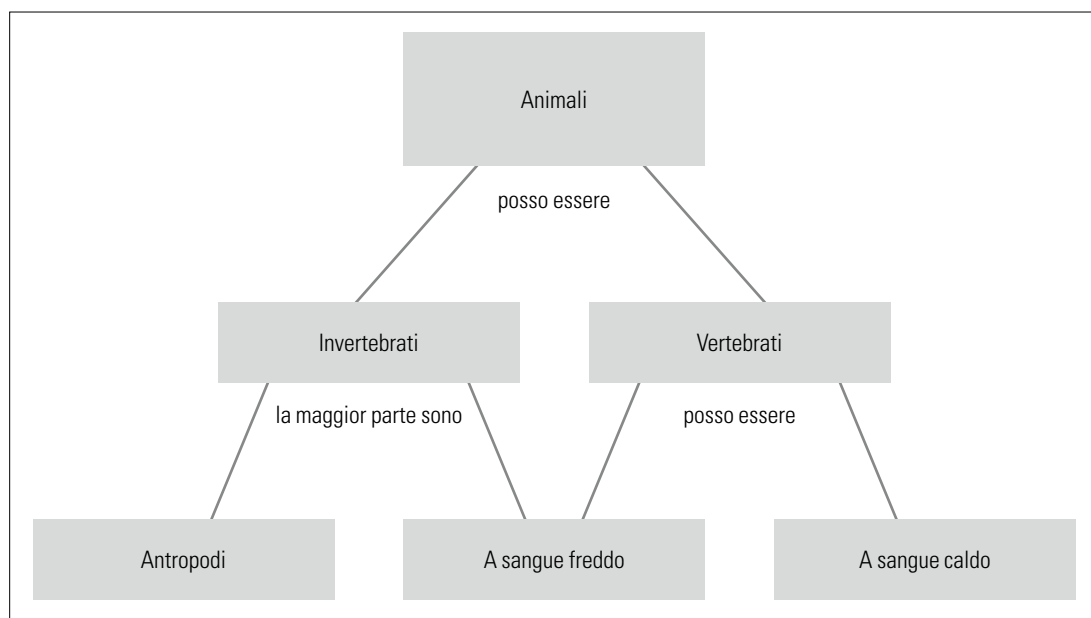 Animali
posso essere
Invertebrati
Vertebrati
la maggior parte sono
posso essere
Antropodi
A sangue freddo
A sangue caldo